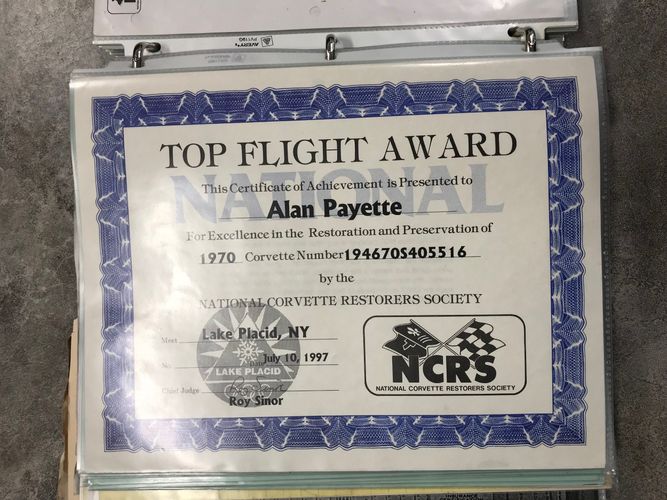 TOP FLIGHT AWARD
NATIONAL
This Certificate of Achievement is Presented to
Alan Payette
For Excellence in the Restoration and Preservation of
1970 Corvette Number 194670S405516
by the
NATIONAL CORVETTE RESTORERS SOCIETY
Meet Lake Placid, NY
No. July 10, 1997
LAKE PLACID
Chief Judge
Roy Sinor
NCRS
NATIONAL CORVETTE RESTORERS SOCIETY